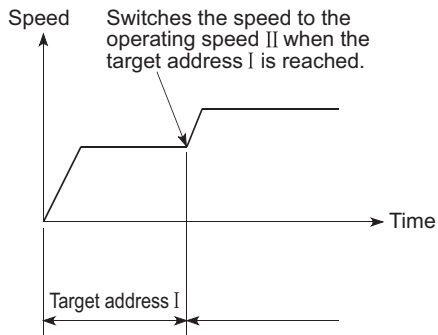 Speed
Switches the speed to the
operating speed II when the
target address I is reached.
Time
Target address I